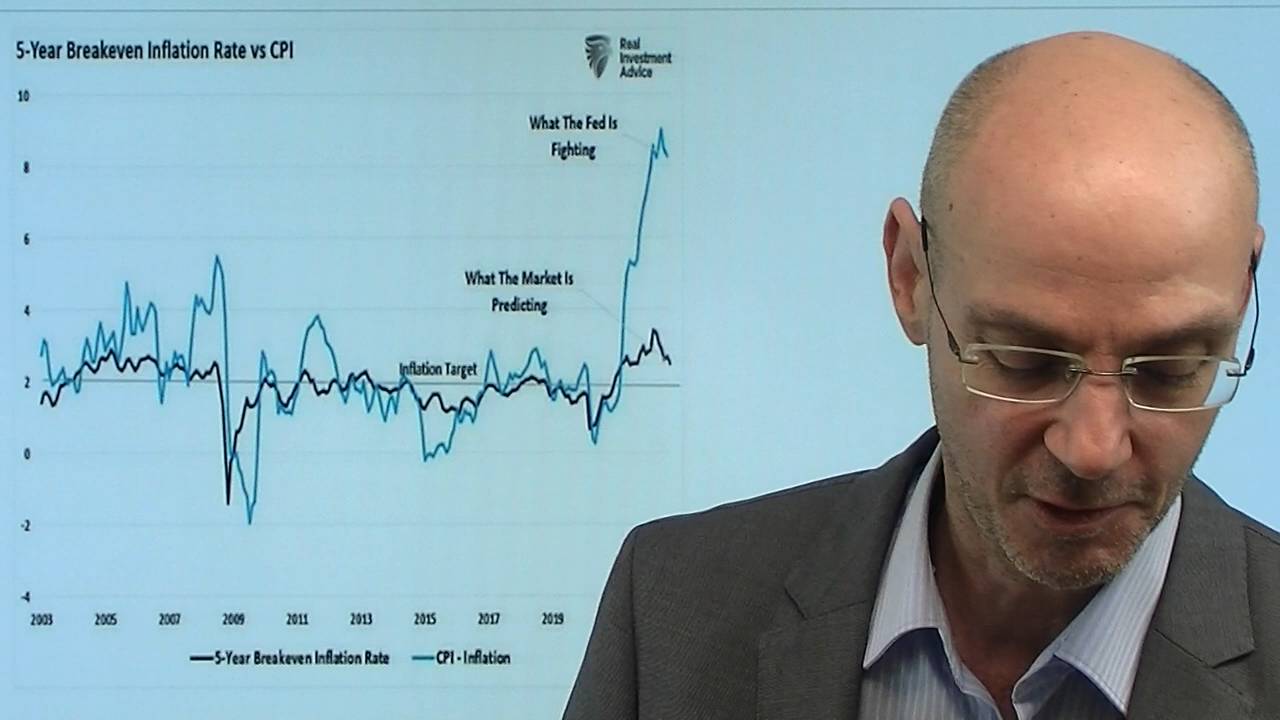 5-Year Breakeven Inflation Rate vs CPI
Real
Investment
Advice
10
What The Fed Is
Fighting
8
6
What The Market Is
Predicting
4
Inflation Target
2
0
-2
-4
2003 2005 2007 2009 2011 2013 2015 2017 2019
5-Year Breakeven Inflation Rate CPI - Inflation